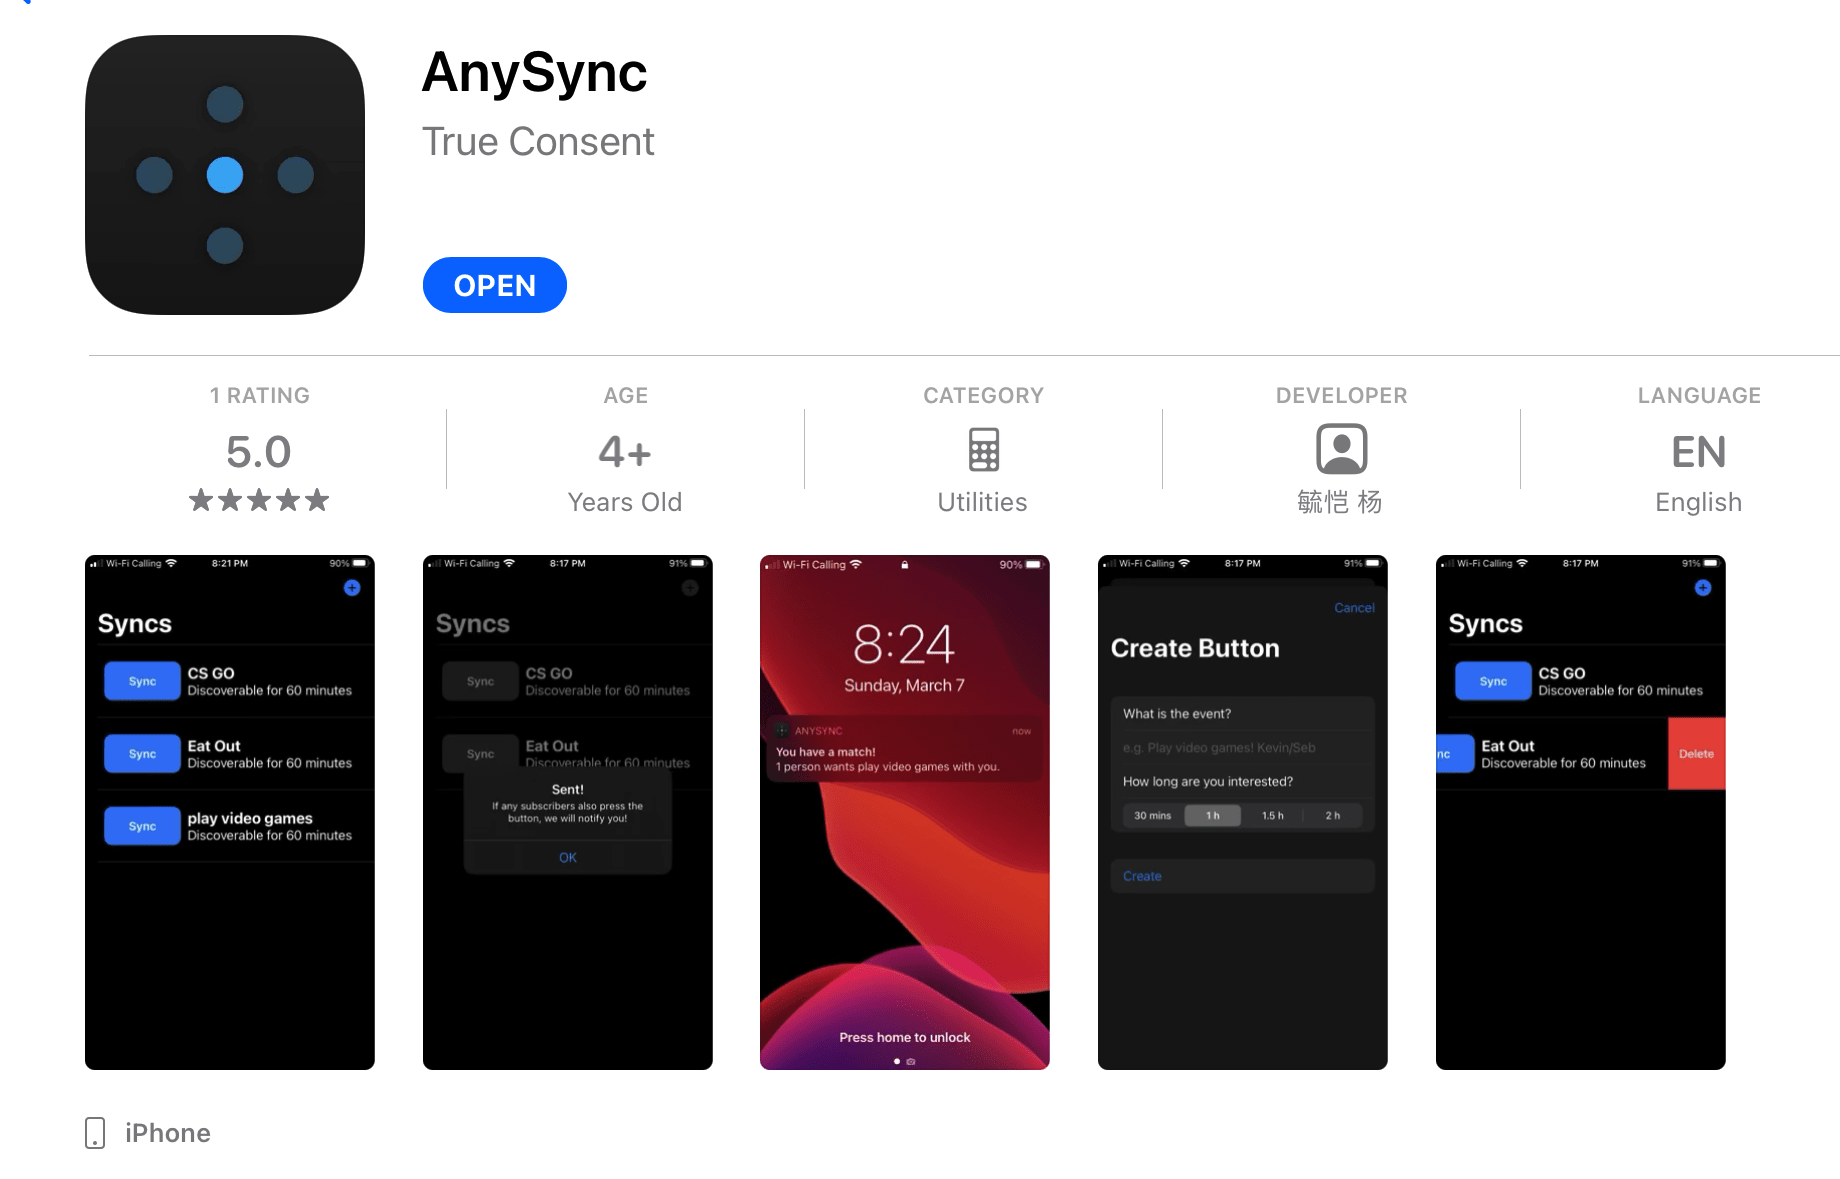 AnySync
True Consent
OPEN
1 RATING
5.0
AGE
4+
Years Old
CATEGORY
Utilities
DEVELOPER
毓恺 杨
LANGUAGE
EN
English
Wi-Fi Calling 8:21 PM 90%
Syncs
Sync
CS GO
Discoverable for 60 minutes
Sync
Eat Out
Discoverable for 60 minutes
Sync
play video games
Discoverable for 60 minutes
Wi-Fi Calling 8:17 PM 91%
Syncs
Sync
CS GO
Discoverable for 60 minutes
Sync
Eat Out
Discoverable for 60 minutes
Sent!
If any subscribers also press the
button, we will notify you!
OK
Wi-Fi Calling 90%
8:24
Sunday, March 7
ANYSYNC now
You have a match!
1 person wants play video games with you.
Press home to unlock
Wi-Fi Calling 8:17 PM 91%
Cancel
Create Button
What is the event?
e.g. Play video games! Kevin/Seb
How long are you interested?
30 mins 1 h 1.5 h 2 h
Create
Wi-Fi Calling 8:17 PM 91%
Syncs
Sync
CS GO
Discoverable for 60 minutes
nc
Eat Out
Discoverable for 60 minutes
Delete
iPhone